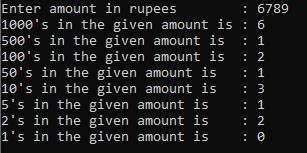 Enter amount in rupees        : 6789
1000's in the given amount is : 6
500's in the given amount is  : 1
100's in the given amount is  : 2
50's in the given amount is   : 1
10's in the given amount is   : 3
5's in the given amount is    : 1
2's in the given amount is    : 2
1's in the given amount is    : 0